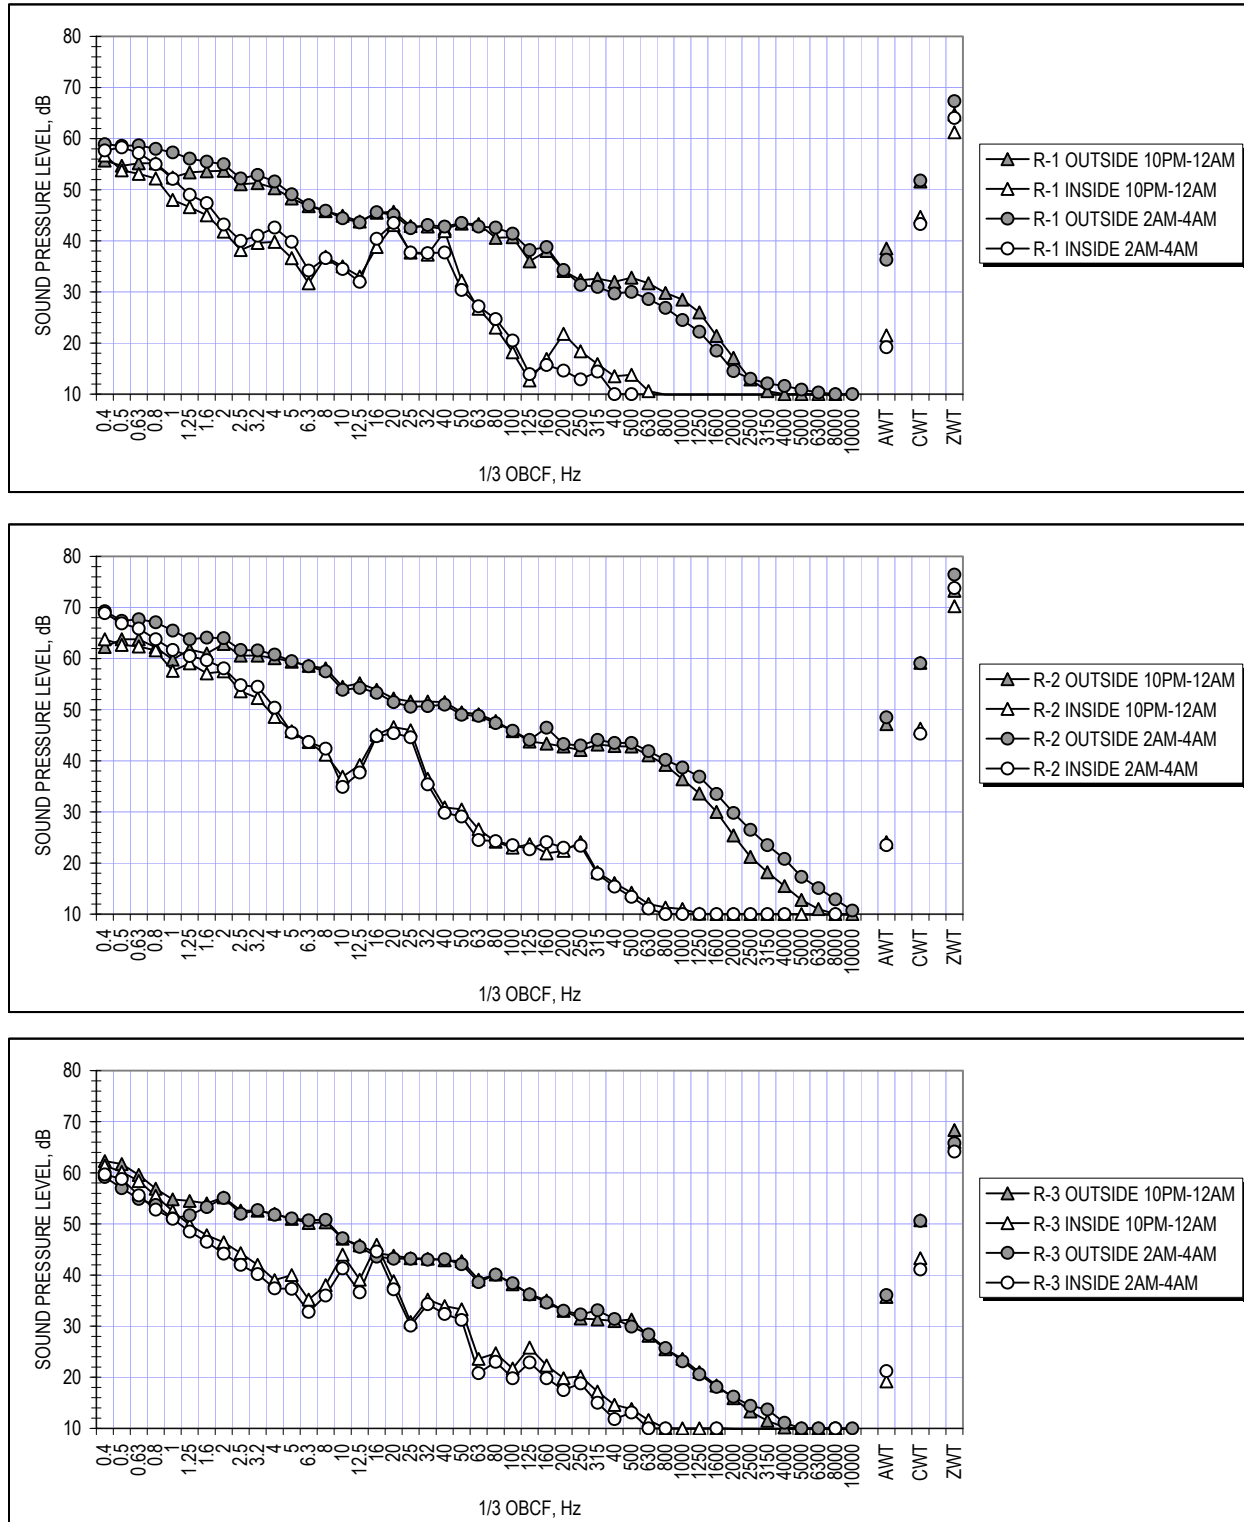 80
70
60
50
40
30
20
10
SOUND PRESSURE LEVEL, dB
0.4 0.5 0.63 0.8 1 1.25 1.6 2 2.5 3.2 4 5 6.3 8 10 12.5 16 20 25 32 40 50 63 80 100 125 160 200 250 315 40 500 630 800 1000 1250 1600 2000 2500 3150 4000 5000 6300 8000 10000 AWT CWT ZWT
1/3 OBCF, Hz
R-1 OUTSIDE 10PM-12AM
R-1 INSIDE 10PM-12AM
R-1 OUTSIDE 2AM-4AM
R-1 INSIDE 2AM-4AM
80
70
60
50
40
30
20
10
SOUND PRESSURE LEVEL, dB
0.4 0.5 0.63 0.8 1 1.25 1.6 2 2.5 3.2 4 5 6.3 8 10 12.5 16 20 25 32 40 50 63 80 100 125 160 200 250 315 40 500 630 800 1000 1250 1600 2000 2500 3150 4000 5000 6300 8000 10000 AWT CWT ZWT
1/3 OBCF, Hz
R-2 OUTSIDE 10PM-12AM
R-2 INSIDE 10PM-12AM
R-2 OUTSIDE 2AM-4AM
R-2 INSIDE 2AM-4AM
80
70
60
50
40
30
20
10
SOUND PRESSURE LEVEL, dB
0.4 0.5 0.63 0.8 1 1.25 1.6 2 2.5 3.2 4 5 6.3 8 10 12.5 16 20 25 32 40 50 63 80 100 125 160 200 250 315 40 500 630 800 1000 1250 1600 2000 2500 3150 4000 5000 6300 8000 10000 AWT CWT ZWT
1/3 OBCF, Hz
R-3 OUTSIDE 10PM-12AM
R-3 INSIDE 10PM-12AM
R-3 OUTSIDE 2AM-4AM
R-3 INSIDE 2AM-4AM